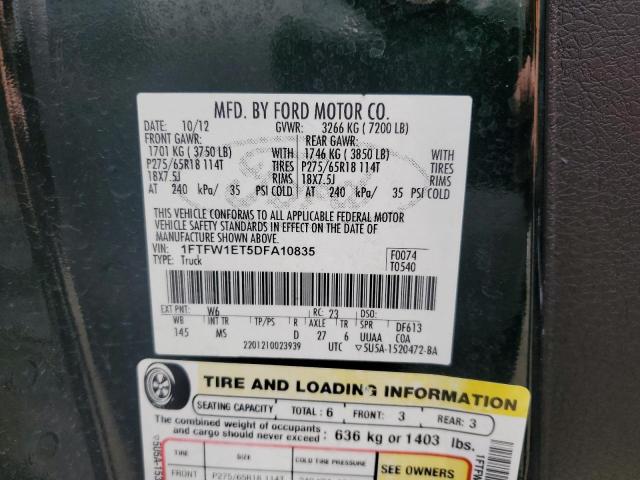 MFD. BY FORD MOTOR CO.
DATE: 10/12 GVWR: 3266 KG ( 7200 LB)
FRONT GAWR: REAR GAWR:
1701 KG ( 3750 LB) WITH 1746 KG ( 3850 LB) WITH
P275/65R18 114T TIRES P275/65R18 114T TIRES
18X7.5J RIMS 18X7.5J RIMS
AT 240 kPa/ 35 PSI COLD AT 240 kPa/ 35 PSI COLD
THIS VEHICLE CONFORMS TO ALL APPLICABLE FEDERAL MOTOR
VEHICLE SAFETY STANDARDS IN EFFECT ON THE DATE OF
MANUFACTURE SHOWN ABOVE.
VIN: 1FTFW1ET5DFA10835 F0074
TYPE: Truck T0540
EXT PNT: W6 RC: 23 DSO:
WB INT TR TP/PS R AXLE TR SPR DF613
145 MS D 27 6 UUAA COA
2201210023939 UTC ▽5U5A-1520472-BA
Ford
TIRE AND LOADING INFORMATION
SEATING CAPACITY TOTAL : 6 FRONT: 3 REAR: 3
The combined weight of occupants
and cargo should never exceed : 636 kg or 1403 lbs.
TIRE SIZE COLD TIRE PRESSURE SEE OWNERS
FRONT P275/65R18 114T